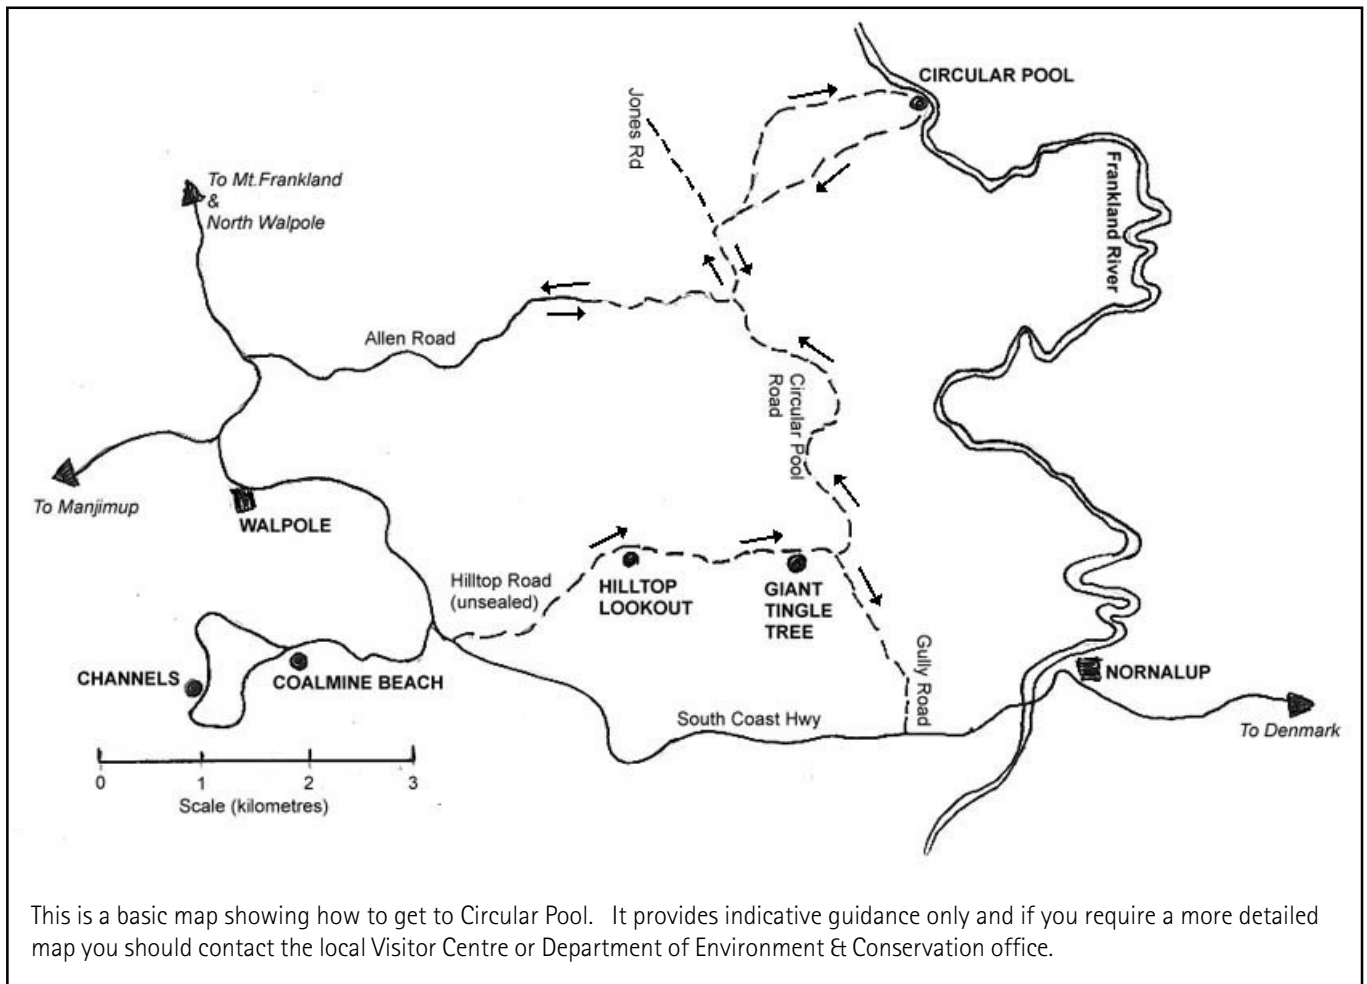 CIRCULAR POOL
Jones Rd
To Mt.Frankland
&
North Walpole
Frankland River
Allen Road
Circular Pool
Road
To Manjimup
WALPOLE
Hilltop Road
(unsealed)
HILLTOP
LOOKOUT
GIANT
TINGLE
TREE
Gully Road
CHANNELS
COALMINE BEACH
NORNALUP
South Coast Hwy
To Denmark
0 1 2 3
Scale (kilometres)
This is a basic map showing how to get to Circular Pool. It provides indicative guidance only and if you require a more detailed
map you should contact the local Visitor Centre or Department of Environment & Conservation office.